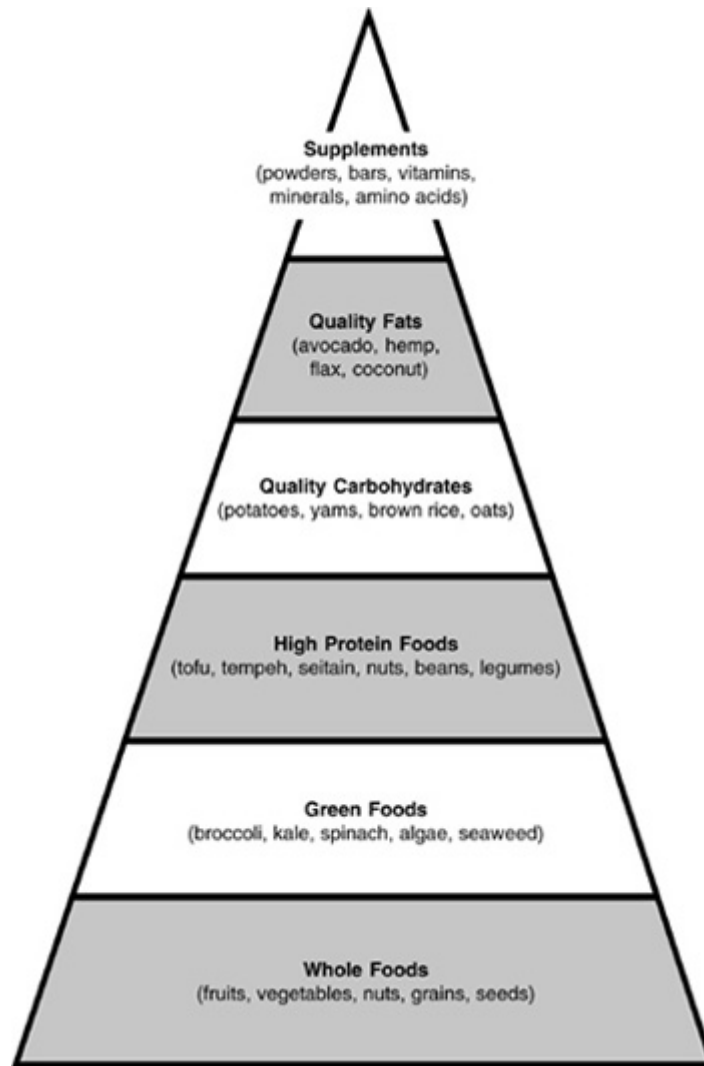 Supplements
(powders, bars, vitamins,
minerals, amino acids)
Quality Fats
(avocado, hemp,
flax, coconut)
Quality Carbohydrates
(potatoes, yams, brown rice, oats)
High Protein Foods
(tofu, tempeh, seitain, nuts, beans, legumes)
Green Foods
(broccoli, kale, spinach, algae, seaweed)
Whole Foods
(fruits, vegetables, nuts, grains, seeds)